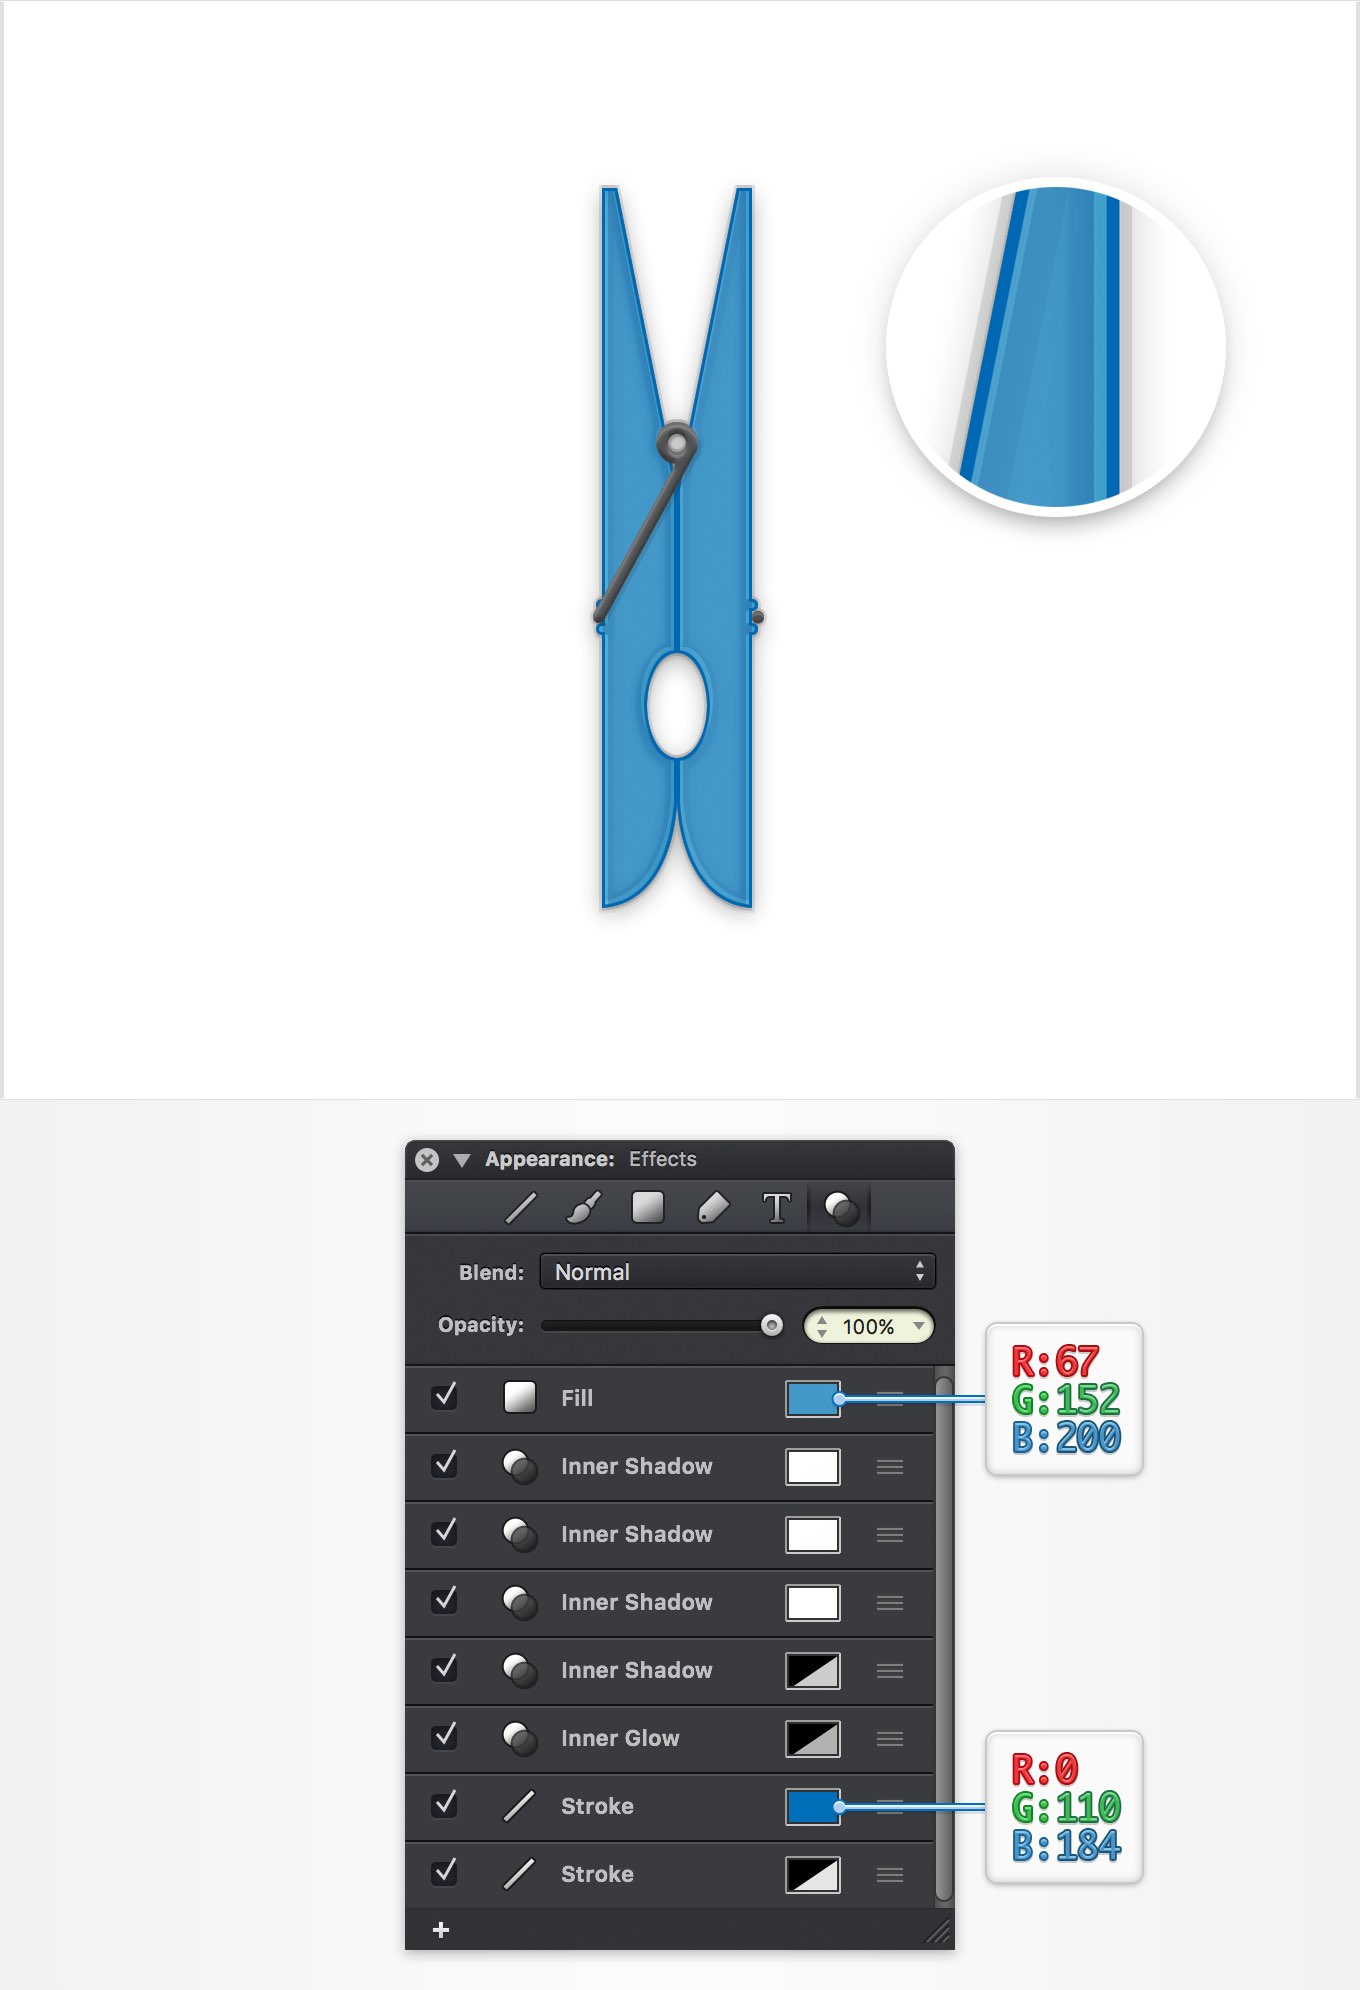 Appearance: Effects
T
Blend: Normal
Opacity: 100%
Fill
R:67
G:152
B:200
Inner Shadow
Inner Shadow
Inner Shadow
Inner Shadow
Inner Glow
Stroke
R:0
G:110
B:184
Stroke